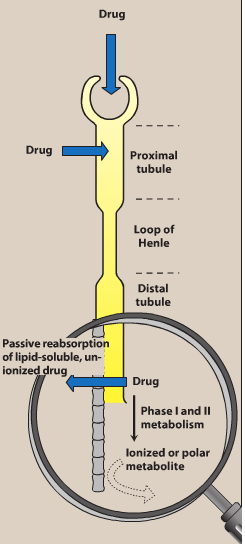 Drug
Drug
Proximal
tubule
Loop of
Henle
Distal
tubule
Passive reabsorption
of lipid-soluble, un-
ionized drug
Drug
Phase I and II
metabolism
Ionized or polar
metabolite